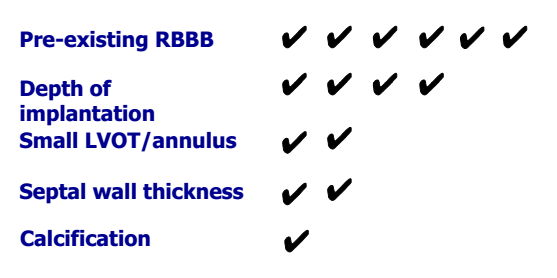 Pre-existing RBBB ✔ ✔ ✔ ✔ ✔ ✔
Depth of ✔ ✔ ✔ ✔
implantation
Small LVOT/annulus ✔ ✔
Septal wall thickness ✔ ✔
Calcification ✔